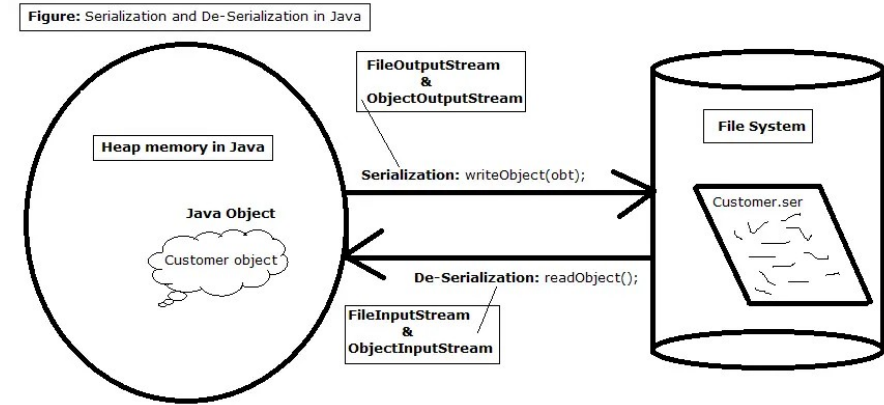 Figure: Serialization and De-Serialization in Java
FileOutputStream
&
ObjectOutputStream
File System
Heap memory in Java
Serialization: writeObject(obt);
Customer.ser
Java Object
Customer object
De-Serialization: readObject();
FileInputStream
&
ObjectInputStream